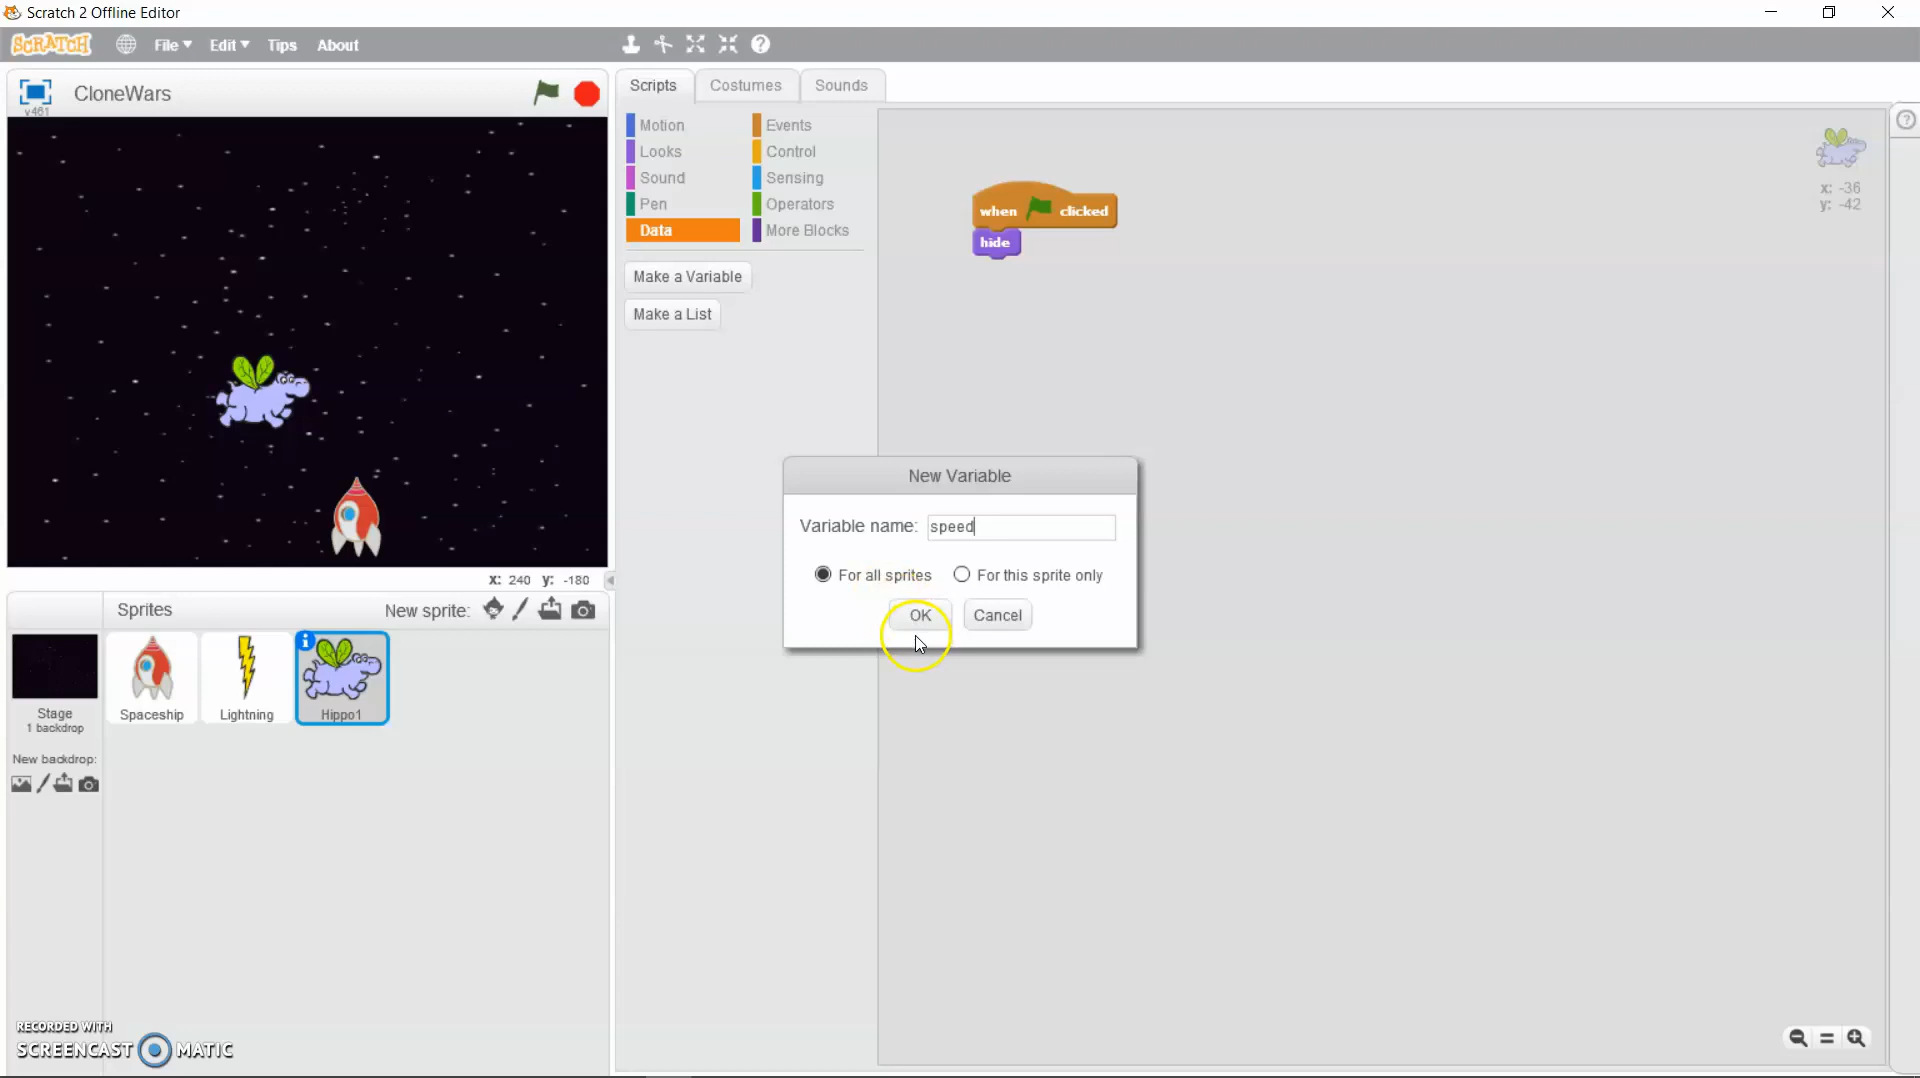 Scratch 2 Offline Editor
SCRATCH File Edit Tips About
CloneWars
v461
Scripts Costumes Sounds
Motion Events
Looks Control
Sound Sensing
Pen Operators
Data More Blocks
Make a Variable
Make a List
when clicked
hide
x: -36
y: -42
New Variable
Variable name: speed
For all sprites For this sprite only
OK Cancel
x: 240 y: -180
Sprites New sprite:
Stage
1 backdrop
New backdrop:
Spaceship Lightning Hippo1
RECORDED WITH
SCREENCAST MATIC